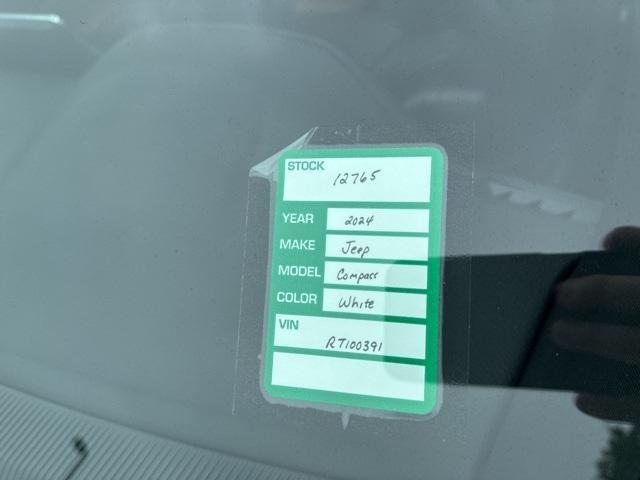 STOCK
12765
YEAR 2024
MAKE Jeep
MODEL Compass
COLOR White
VIN
RT100391